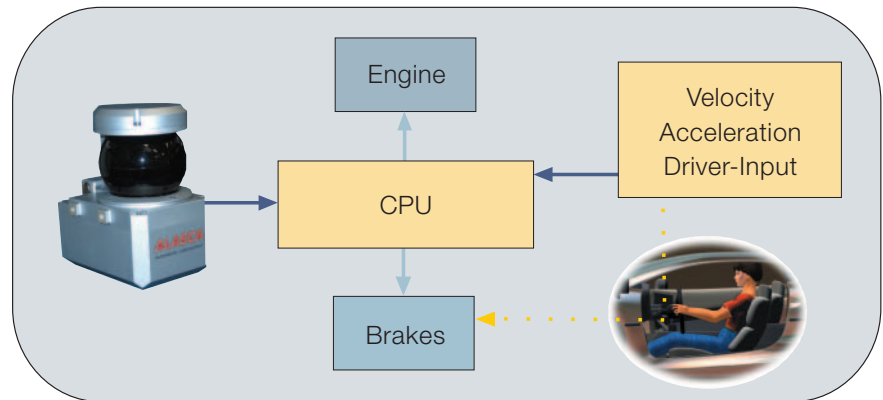 Engine
Velocity
Acceleration
Driver-Input
CPU
Brakes